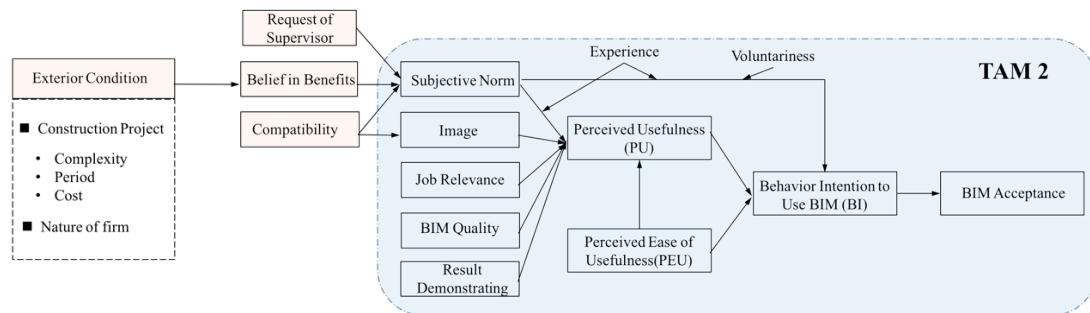 Request of
Supervisor
Exterior Condition
Belief in Benefits
Compatibility
■ Construction Project
• Complexity
• Period
• Cost
■ Nature of firm
Experience
Voluntariness
TAM 2
Subjective Norm
Image
Job Relevance
BIM Quality
Result
Demonstrating
Perceived Usefulness
(PU)
Perceived Ease of
Usefulness(PEU)
Behavior Intention to
Use BIM (BI)
BIM Acceptance